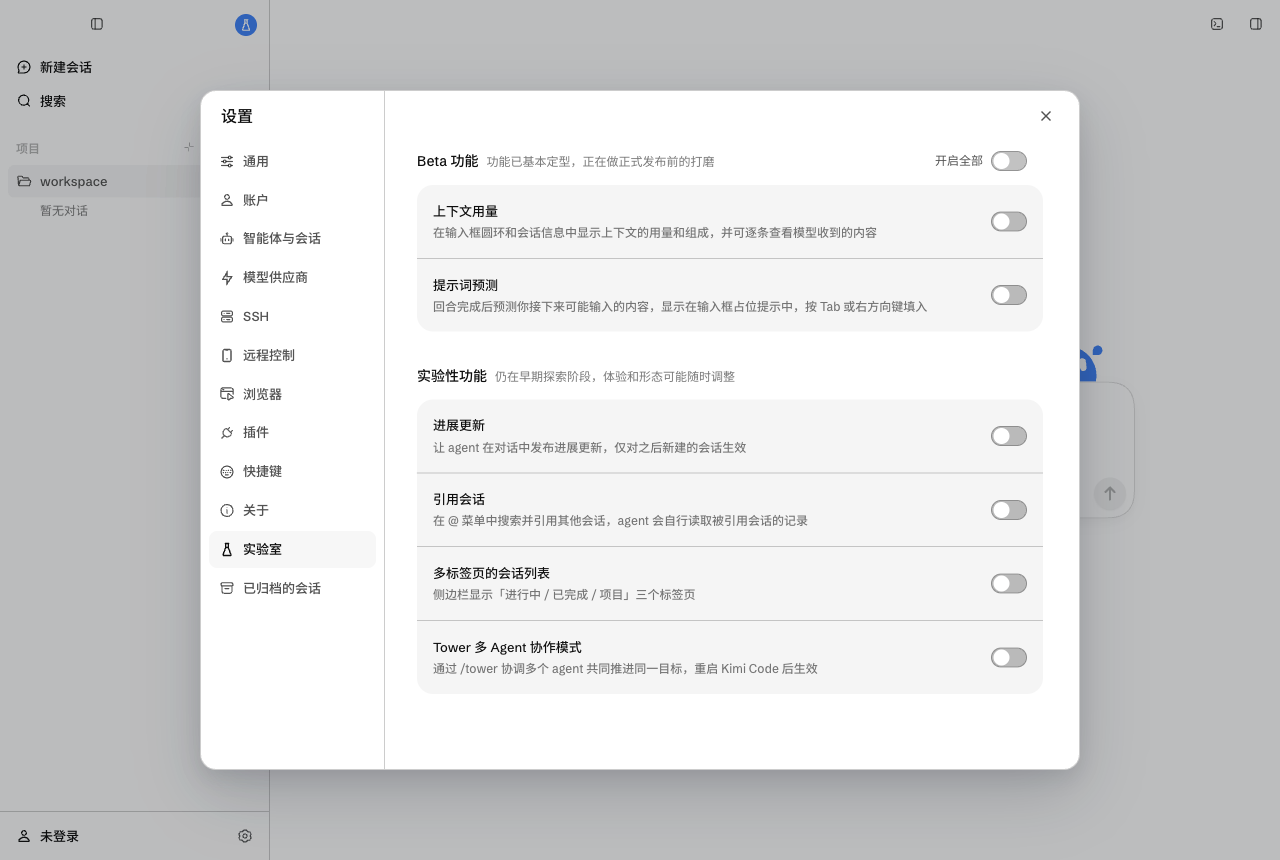 新建会话
搜索
项目
workspace
暂无对话
未登录
设置
通用
账户
智能体与会话
模型供应商
SSH
远程控制
浏览器
插件
快捷键
关于
实验室
已归档的会话
Beta 功能 功能已基本定型，正在做正式发布前的打磨 开启全部
上下文用量
在输入框圆环和会话信息中显示上下文的用量和组成，并可逐条查看模型收到的内容
提示词预测
回合完成后预测你接下来可能输入的内容，显示在输入框占位提示中，按 Tab 或右方向键填入
实验性功能 仍在早期探索阶段，体验和形态可能随时调整
进展更新
让 agent 在对话中发布进展更新，仅对之后新建的会话生效
引用会话
在 @ 菜单中搜索并引用其他会话，agent 会自行读取被引用会话的记录
多标签页的会话列表
侧边栏显示「进行中 / 已完成 / 项目」三个标签页
Tower 多 Agent 协作模式
通过 /tower 协调多个 agent 共同推进同一目标，重启 Kimi Code 后生效